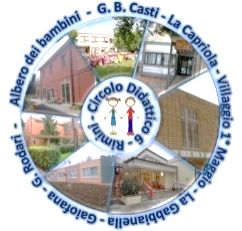 Albero dei bambini - G. B. Casti - La Capriola - Villaggio 1° Maggio - La Gabbianella - Gaiofana - G. Rodari -
Circolo Didattico 6 - Rimini -